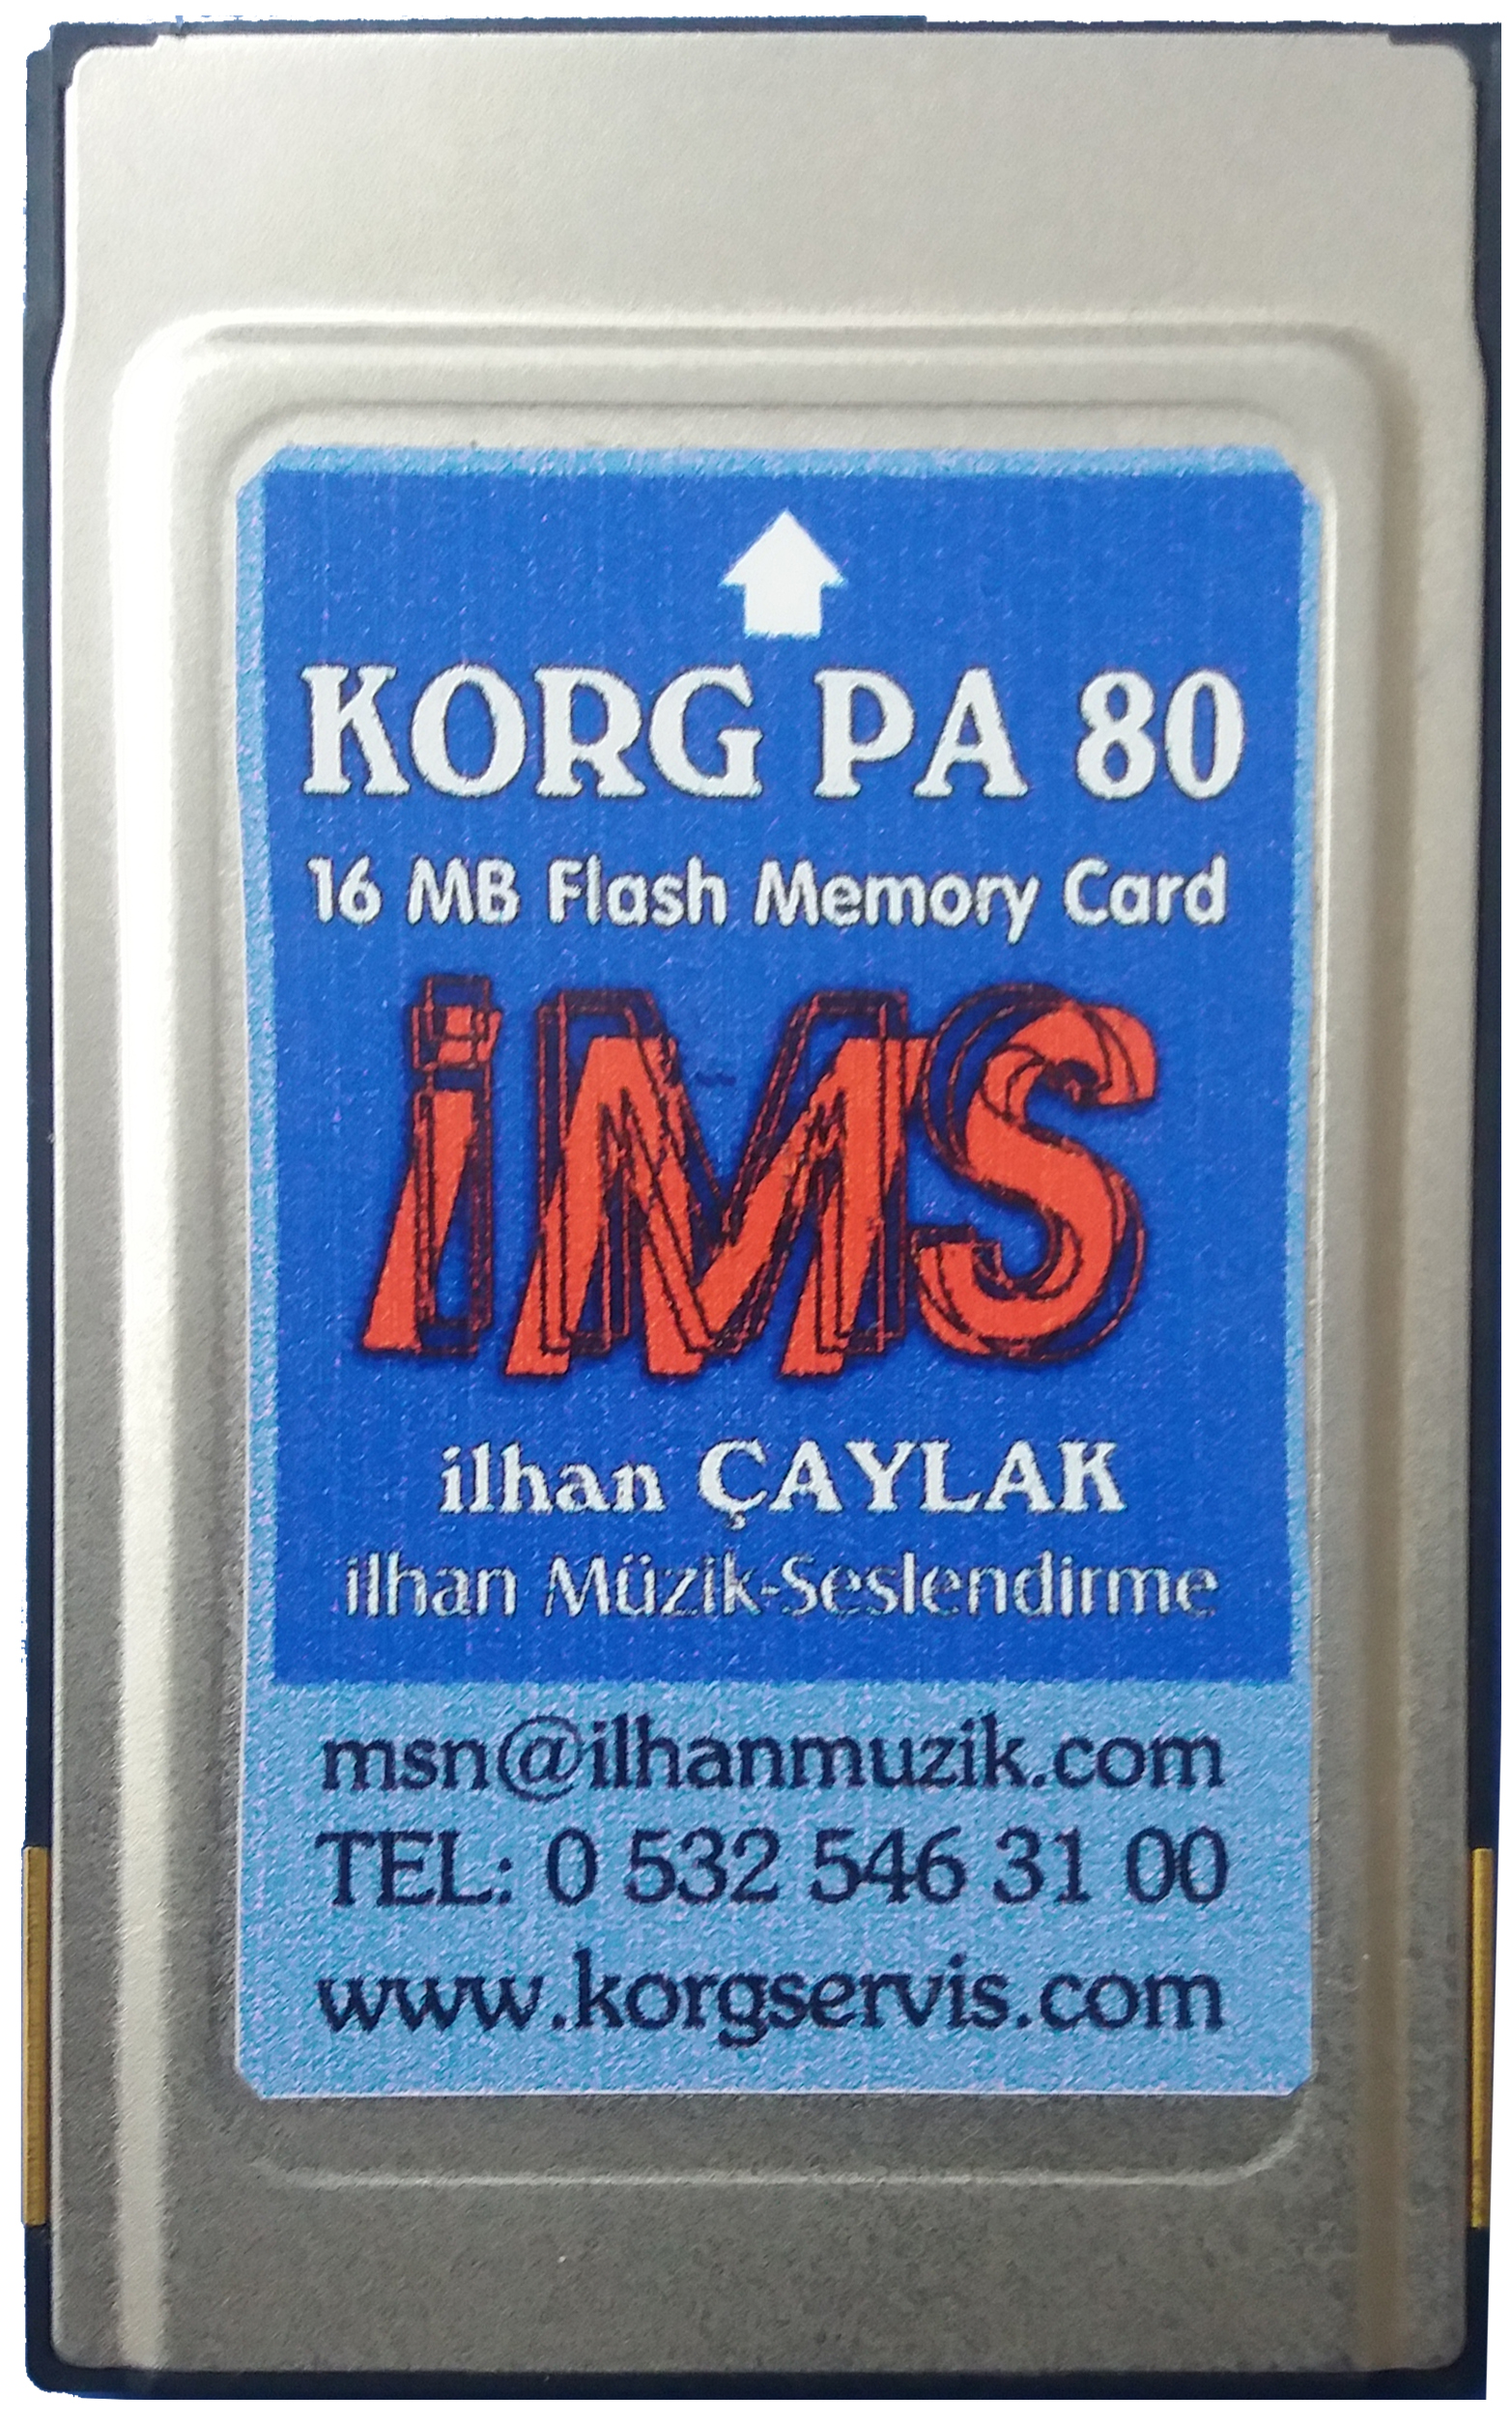 KORG PA 80
16 MB Flash Memory Card
iMS
ilhan ÇAYLAK
ilhan Müzik-Seslendirme
msn@ilhanmuzik.com
TEL: 0 532 546 31 00
www.korgservis.com